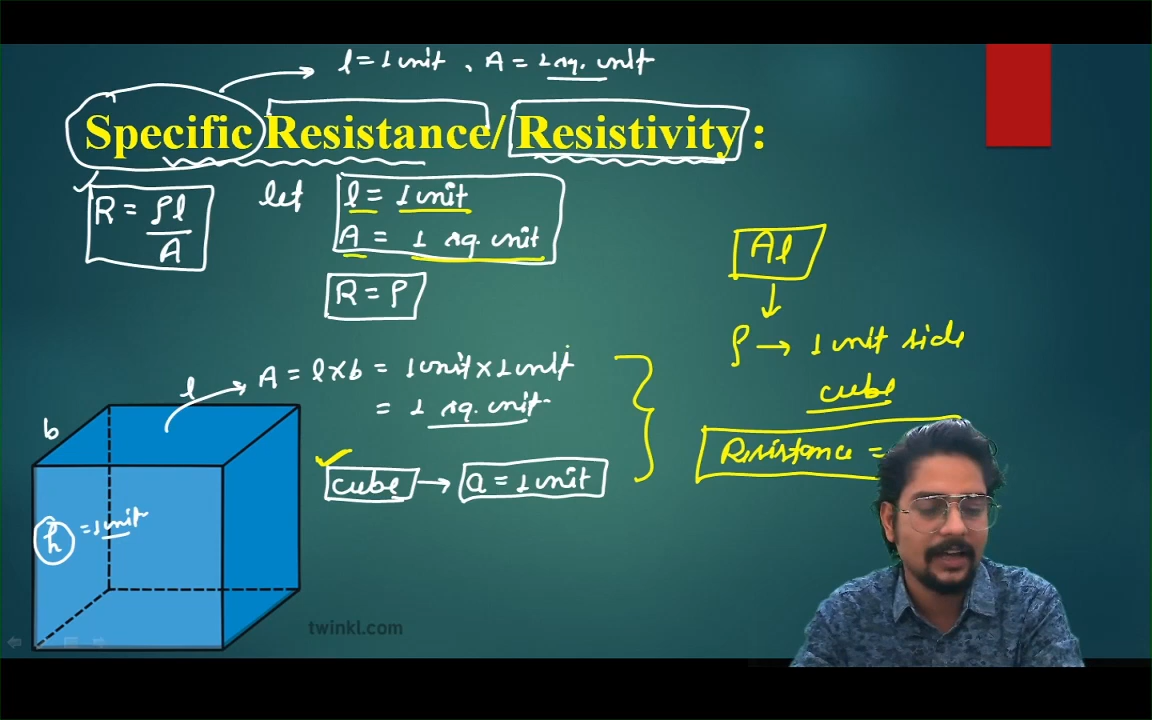 l = 1 unit , A = 1 sq. unit
Specific Resistance/ Resistivity :
R = ρl/A
let l = 1 unit
A = 1 sq. unit
R = ρ
A = l×b = 1 unit × 1 unit
= 1 sq. unit
cube → a = 1 unit
l
b
h = 1 unit
Al
ρ → 1 unit side
cube
Resistance =
twinkl.com